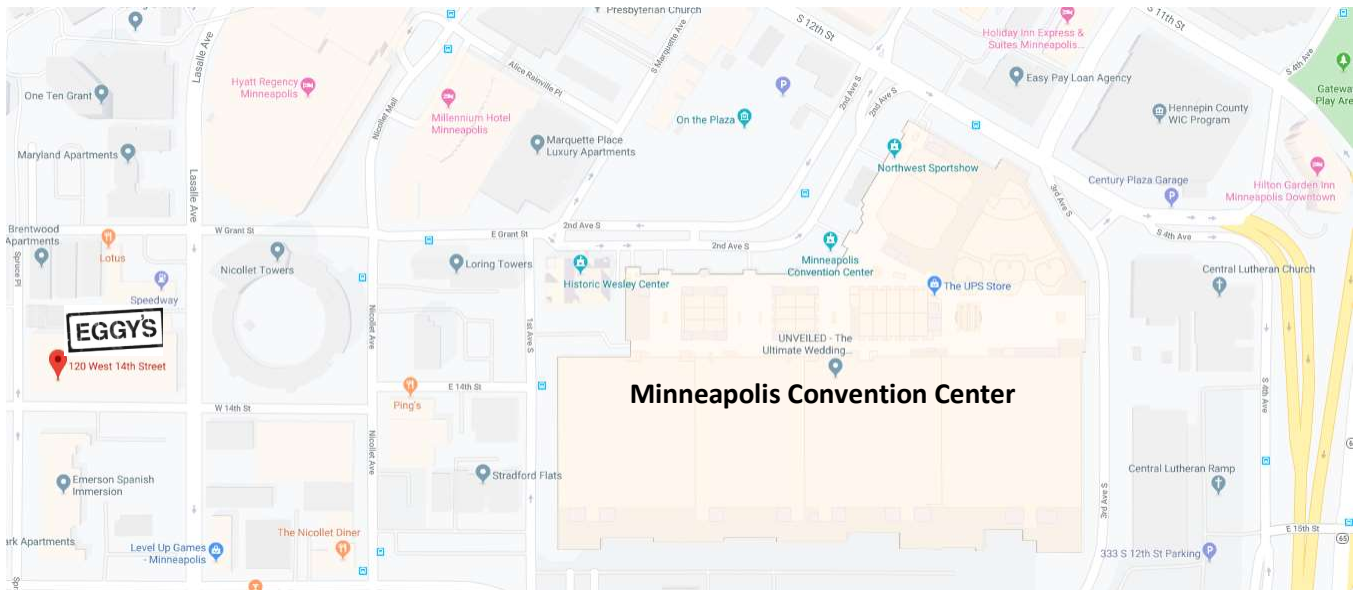 Presbyterian Church
S 12th St
S 11th St
Lasalle Ave
S Marquette Ave
Holiday Inn Express &
Suites Minneapolis...
S 4th Ave
Alice Rainville Pl
Hyatt Regency
Minneapolis
Easy Pay Loan Agency
2nd Ave S
2nd Ave S
One Ten Grant
Millennium Hotel
Minneapolis
Nicollet Mall
On the Plaza
Hennepin County
WIC Program
Marquette Place
Luxury Apartments
Maryland Apartments
Northwest Sportshow
Century Plaza Garage
Hilton Garden Inn
Minneapolis Downtown
Lasalle Ave
3rd Ave S
Brentwood
Apartments
W Grant St
E Grant St
2nd Ave S
2nd Ave S
S 4th Ave
Lotus
Spruce Pl
Nicollet Towers
Loring Towers
Minneapolis
Convention Center
Historic Wesley Center
Central Lutheran Church
The UPS Store
Speedway
Nicollet Ave
1st Ave S
EGGY'S
UNVEILED - The
Ultimate Wedding...
120 West 14th Street
E 14th St
Minneapolis Convention Center
S 4th Ave
Ping's
W 14th St
Nicollet Ave
Stradford Flats
Emerson Spanish
Immersion
Central Lutheran Ramp
3rd Ave S
The Nicollet Diner
E 15th St
65
Level Up Games
- Minneapolis
Apartments
333 S 12th St Parking